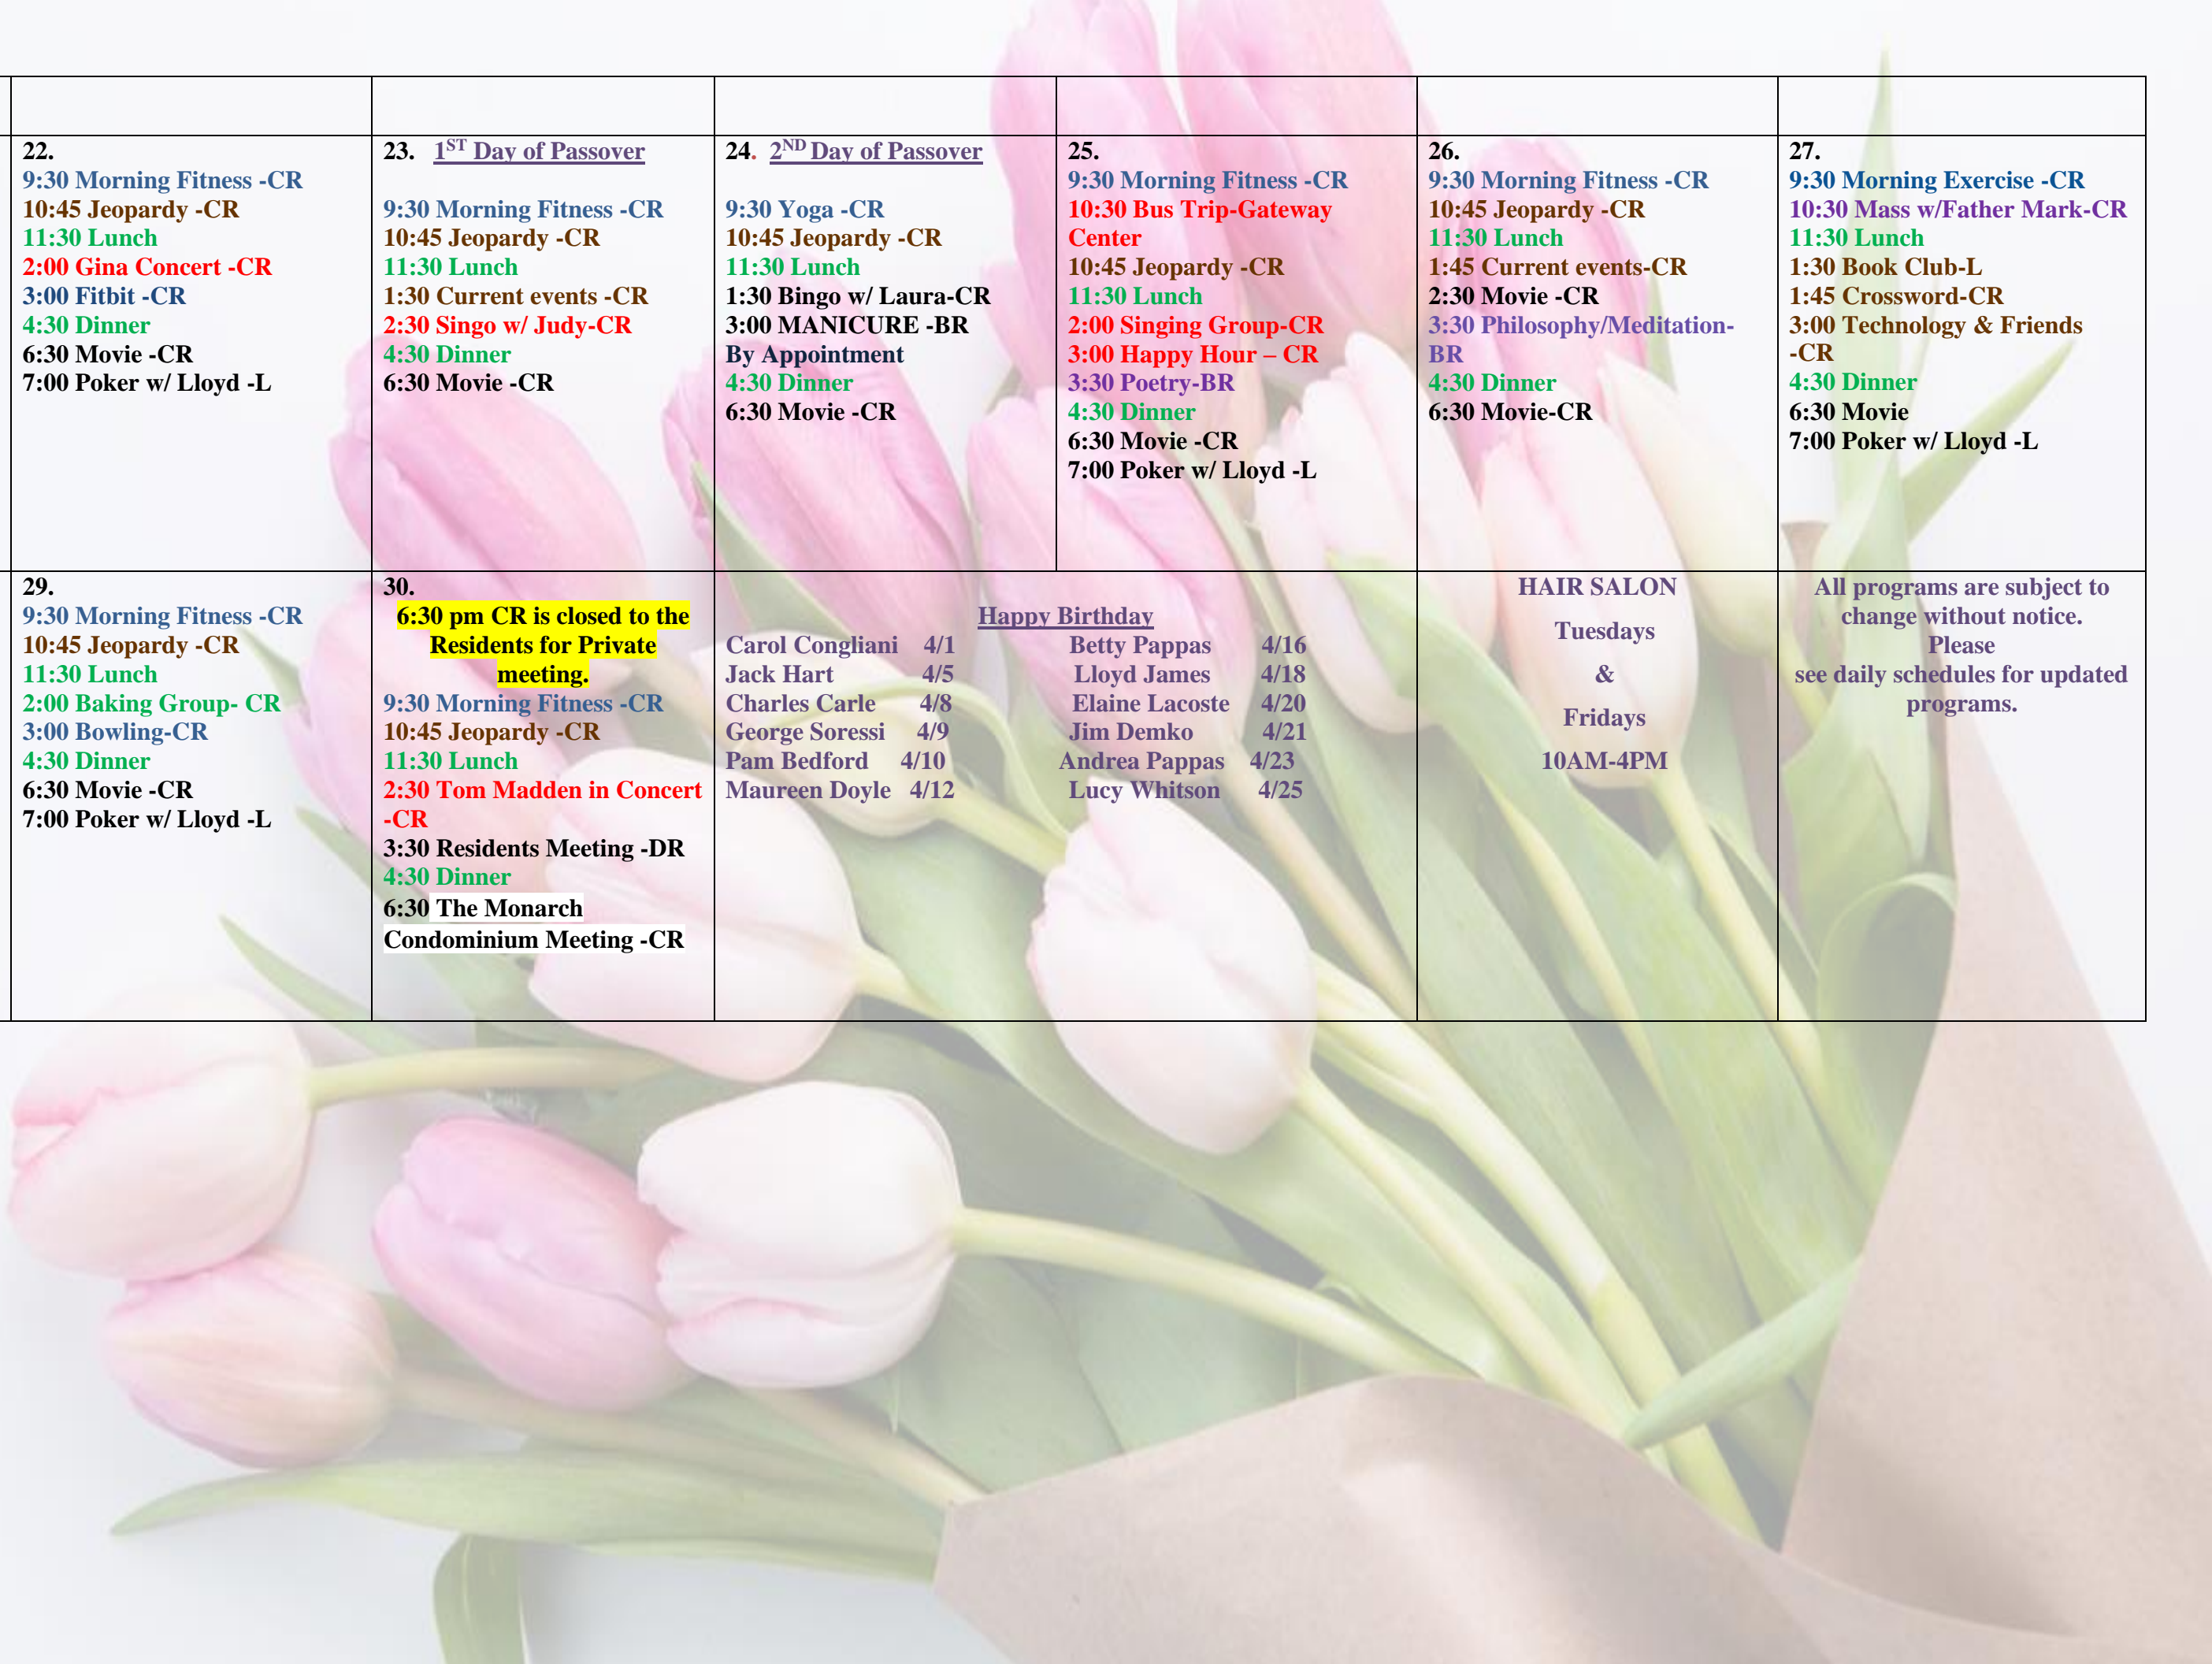 22.
9:30 Morning Fitness -CR
10:45 Jeopardy -CR
11:30 Lunch
2:00 Gina Concert -CR
3:00 Fitbit -CR
4:30 Dinner
6:30 Movie -CR
7:00 Poker w/ Lloyd -L
23. 1ST Day of Passover
9:30 Morning Fitness -CR
10:45 Jeopardy -CR
11:30 Lunch
1:30 Current events -CR
2:30 Singo w/ Judy-CR
4:30 Dinner
6:30 Movie -CR
24. 2ND Day of Passover
9:30 Yoga -CR
10:45 Jeopardy -CR
11:30 Lunch
1:30 Bingo w/ Laura-CR
3:00 MANICURE -BR
By Appointment
4:30 Dinner
6:30 Movie -CR
25.
9:30 Morning Fitness -CR
10:30 Bus Trip-Gateway
Center
10:45 Jeopardy -CR
11:30 Lunch
2:00 Singing Group-CR
3:00 Happy Hour – CR
3:30 Poetry-BR
4:30 Dinner
6:30 Movie -CR
7:00 Poker w/ Lloyd -L
26.
9:30 Morning Fitness -CR
10:45 Jeopardy -CR
11:30 Lunch
1:45 Current events-CR
2:30 Movie -CR
3:30 Philosophy/Meditation-
BR
4:30 Dinner
6:30 Movie-CR
27.
9:30 Morning Exercise -CR
10:30 Mass w/Father Mark-CR
11:30 Lunch
1:30 Book Club-L
1:45 Crossword-CR
3:00 Technology & Friends
-CR
4:30 Dinner
6:30 Movie
7:00 Poker w/ Lloyd -L
29.
9:30 Morning Fitness -CR
10:45 Jeopardy -CR
11:30 Lunch
2:00 Baking Group- CR
3:00 Bowling-CR
4:30 Dinner
6:30 Movie -CR
7:00 Poker w/ Lloyd -L
30.
6:30 pm CR is closed to the
Residents for Private
meeting.
9:30 Morning Fitness -CR
10:45 Jeopardy -CR
11:30 Lunch
2:30 Tom Madden in Concert
-CR
3:30 Residents Meeting -DR
4:30 Dinner
6:30 The Monarch
Condominium Meeting -CR
Happy Birthday
Carol Congliani 4/1 Betty Pappas 4/16
Jack Hart 4/5 Lloyd James 4/18
Charles Carle 4/8 Elaine Lacoste 4/20
George Soressi 4/9 Jim Demko 4/21
Pam Bedford 4/10 Andrea Pappas 4/23
Maureen Doyle 4/12 Lucy Whitson 4/25
HAIR SALON
Tuesdays
&
Fridays
10AM-4PM
All programs are subject to
change without notice.
Please
see daily schedules for updated
programs.